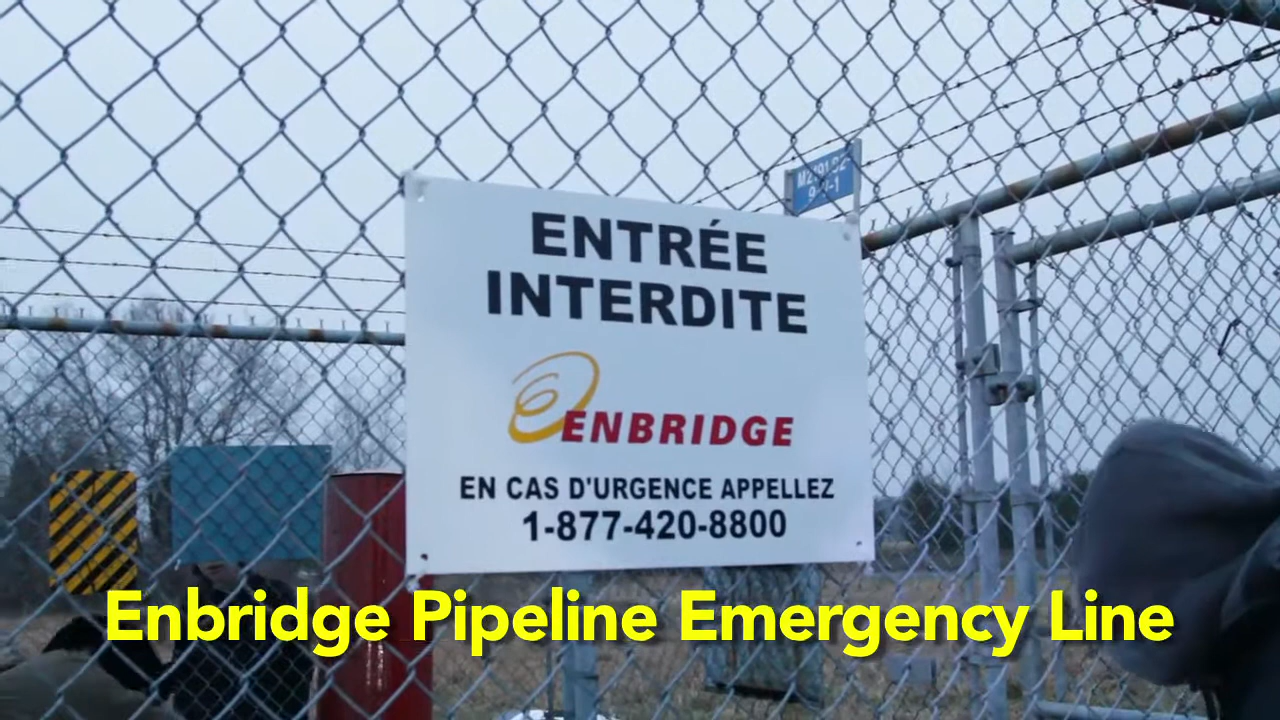 ENTRÉE
INTERDITE
ENBRIDGE
EN CAS D'URGENCE APPELLEZ
1-877-420-8800
Enbridge Pipeline Emergency Line